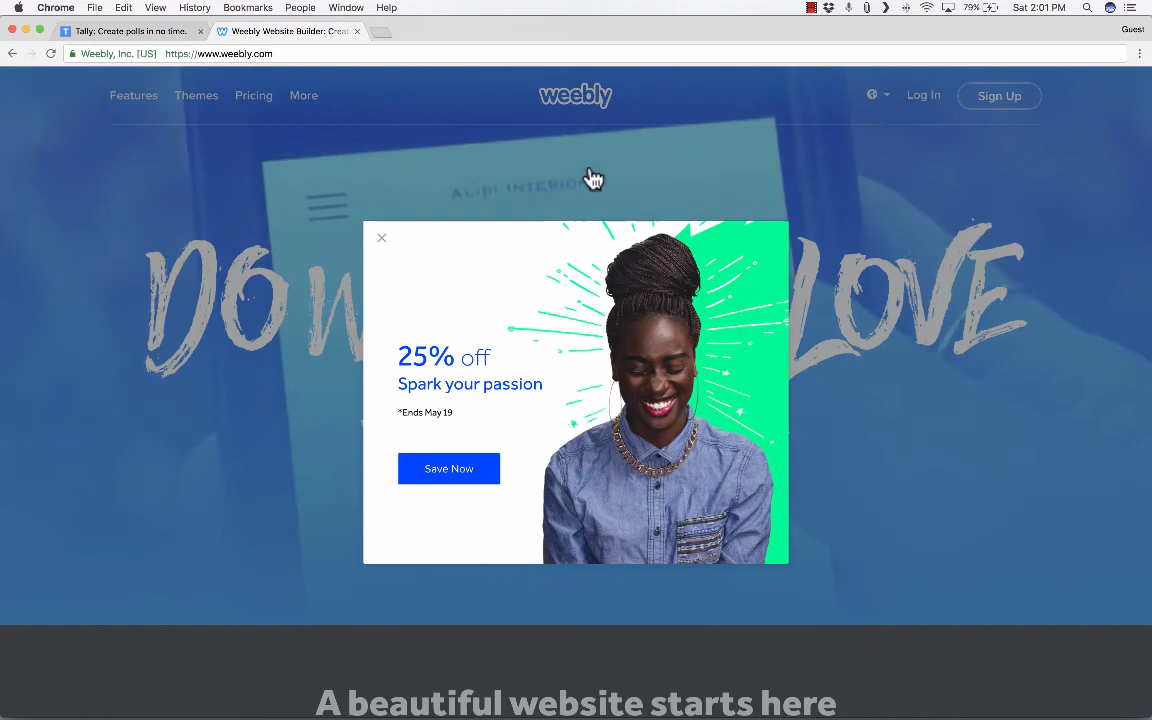 Chrome File Edit View History Bookmarks People Window Help 79% Sat 2:01 PM
Tally: Create polls in no time. Weebly Website Builder: Creat Guest
Weebly, Inc. [US] https://www.weebly.com
Features Themes Pricing More weebly Log In Sign Up
DO LOVE
25% off
Spark your passion
*Ends May 19
Save Now
A beautiful website starts here